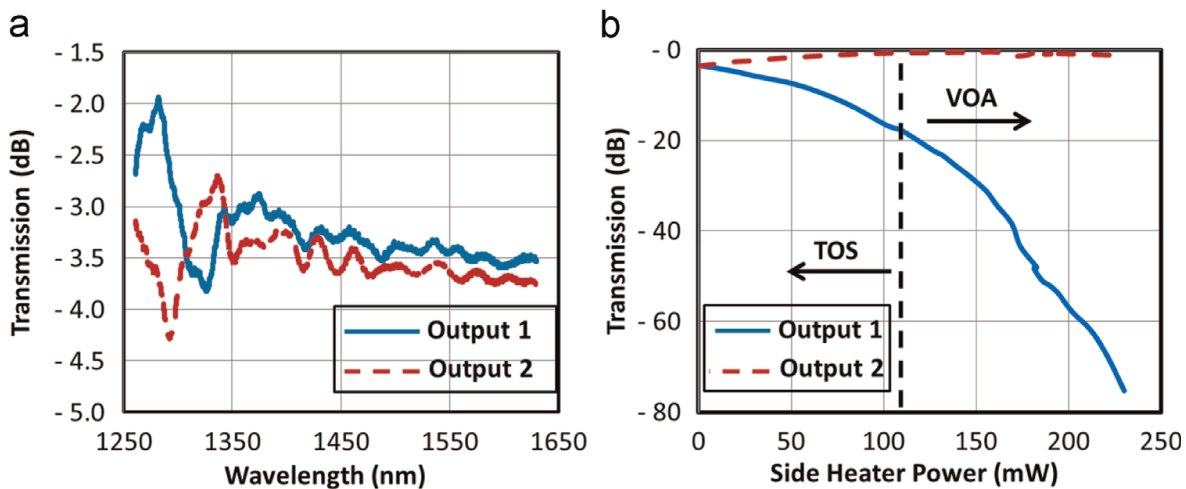 a
Transmission (dB)
- 1.5
- 2.0
- 2.5
- 3.0
- 3.5
- 4.0
- 4.5
- 5.0
1250
1350
1450
1550
1650
Wavelength (nm)
Output 1
Output 2
b
Transmission (dB)
- 0
- 20
- 40
- 60
- 80
0
50
100
150
200
250
Side Heater Power (mW)
VOA
TOS
Output 1
Output 2